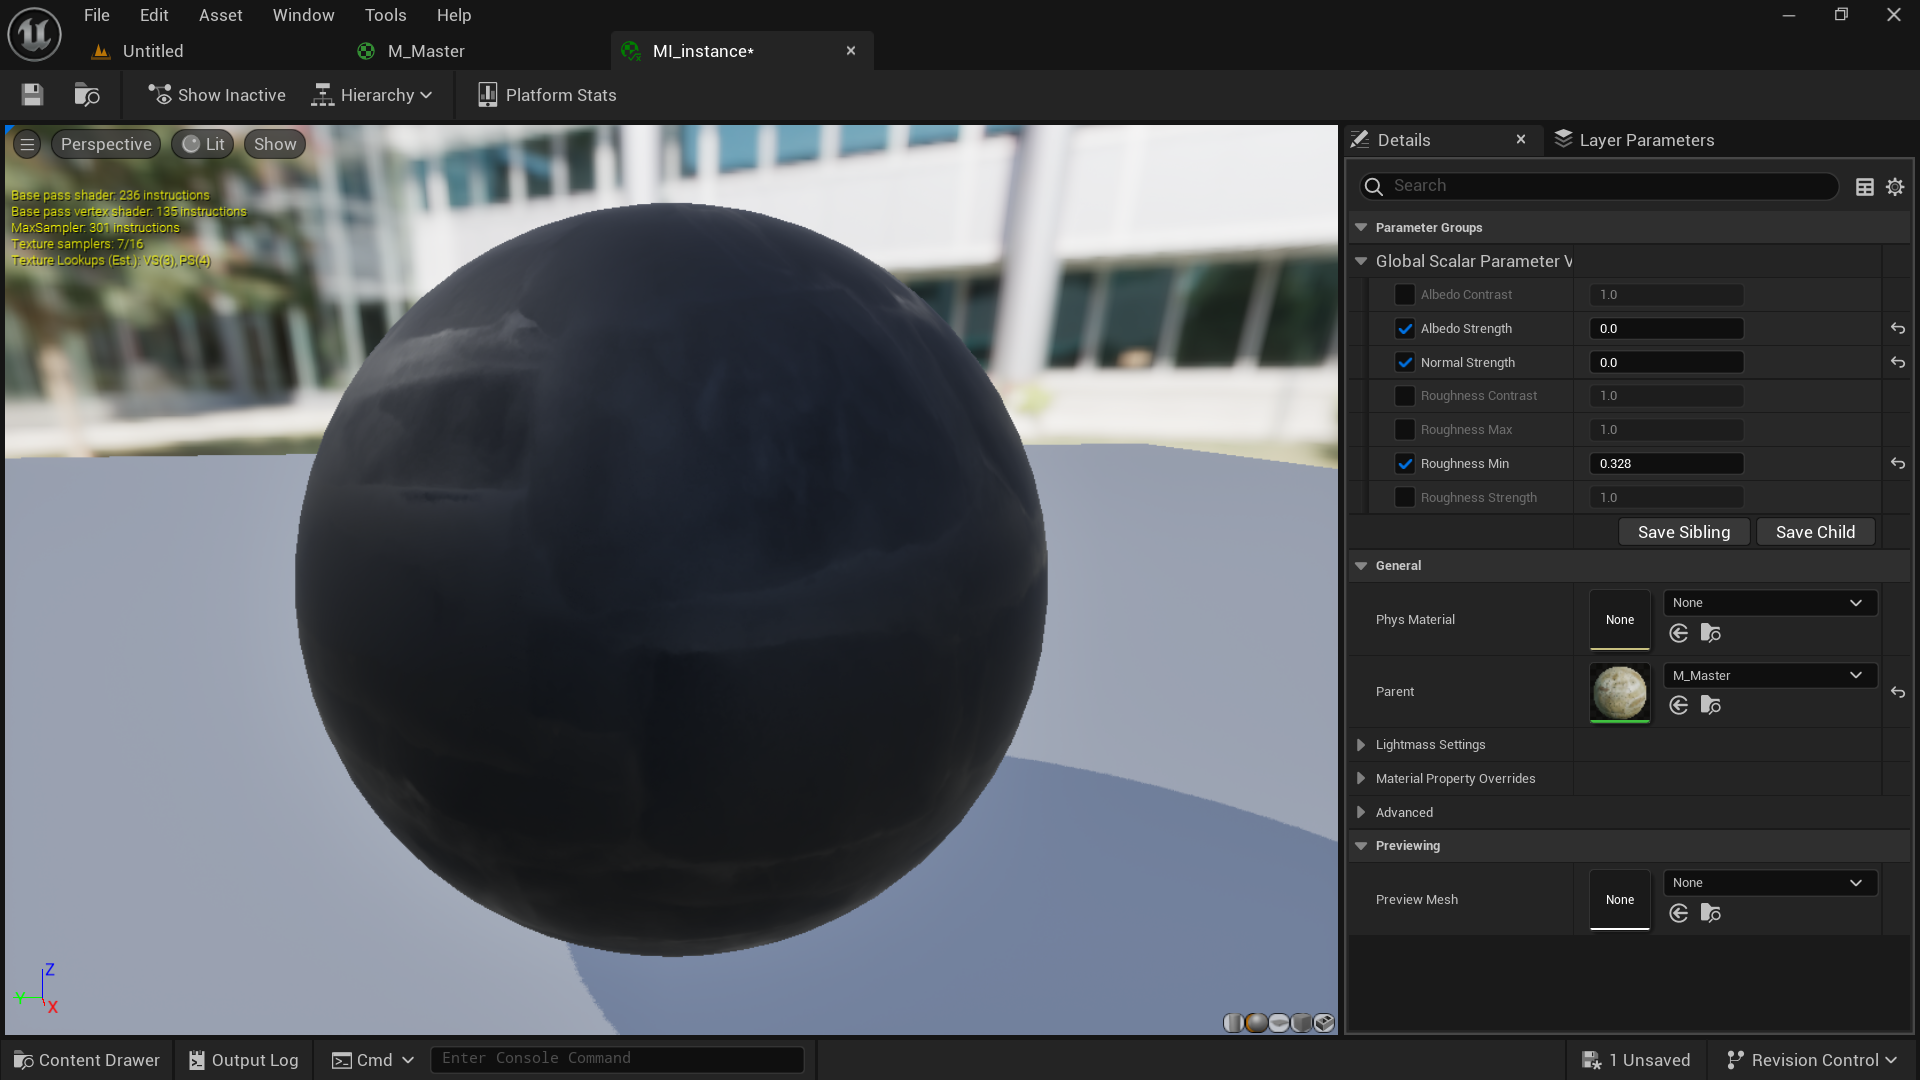 File Edit Asset Window Tools Help
Untitled M_Master MI_instance*
Show Inactive Hierarchy Platform Stats
Perspective Lit Show
Base pass shader: 236 instructions
Base pass vertex shader: 135 instructions
MaxSampler: 301 instructions
Texture samplers: 7/16
Texture Lookups (Est.): VS(3), PS(4)
Z
Y
X
Details Layer Parameters
Search
Parameter Groups
Global Scalar Parameter V
Albedo Contrast 1.0
Albedo Strength 0.0
Normal Strength 0.0
Roughness Contrast 1.0
Roughness Max 1.0
Roughness Min 0.328
Roughness Strength 1.0
Save Sibling Save Child
General
Phys Material None None
Parent M_Master
Lightmass Settings
Material Property Overrides
Advanced
Previewing
Preview Mesh None None
Content Drawer Output Log Cmd Enter Console Command 1 Unsaved Revision Control